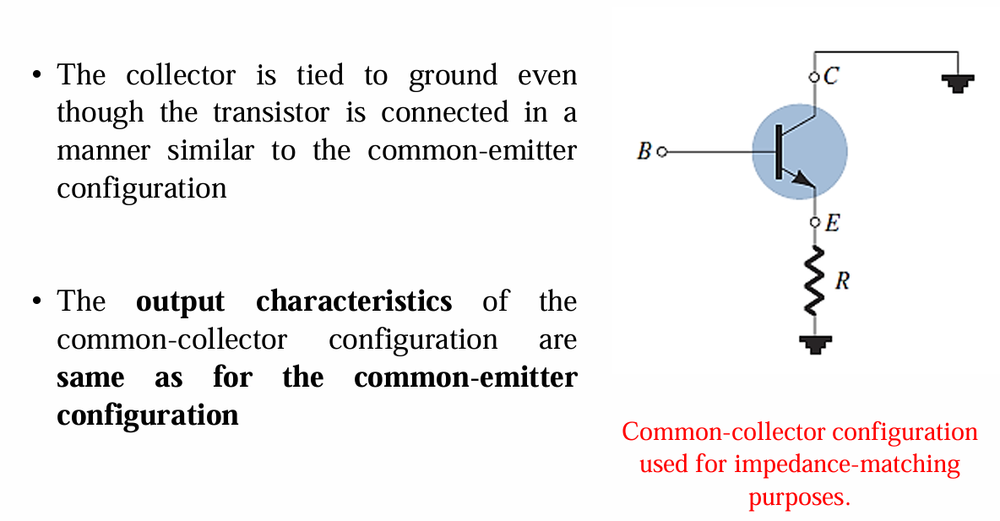 • The collector is tied to ground even
though the transistor is connected in a
manner similar to the common-emitter
configuration
• The output characteristics of the
common-collector configuration are
same as for the common-emitter
configuration
C
B
E
R
Common-collector configuration
used for impedance-matching
purposes.